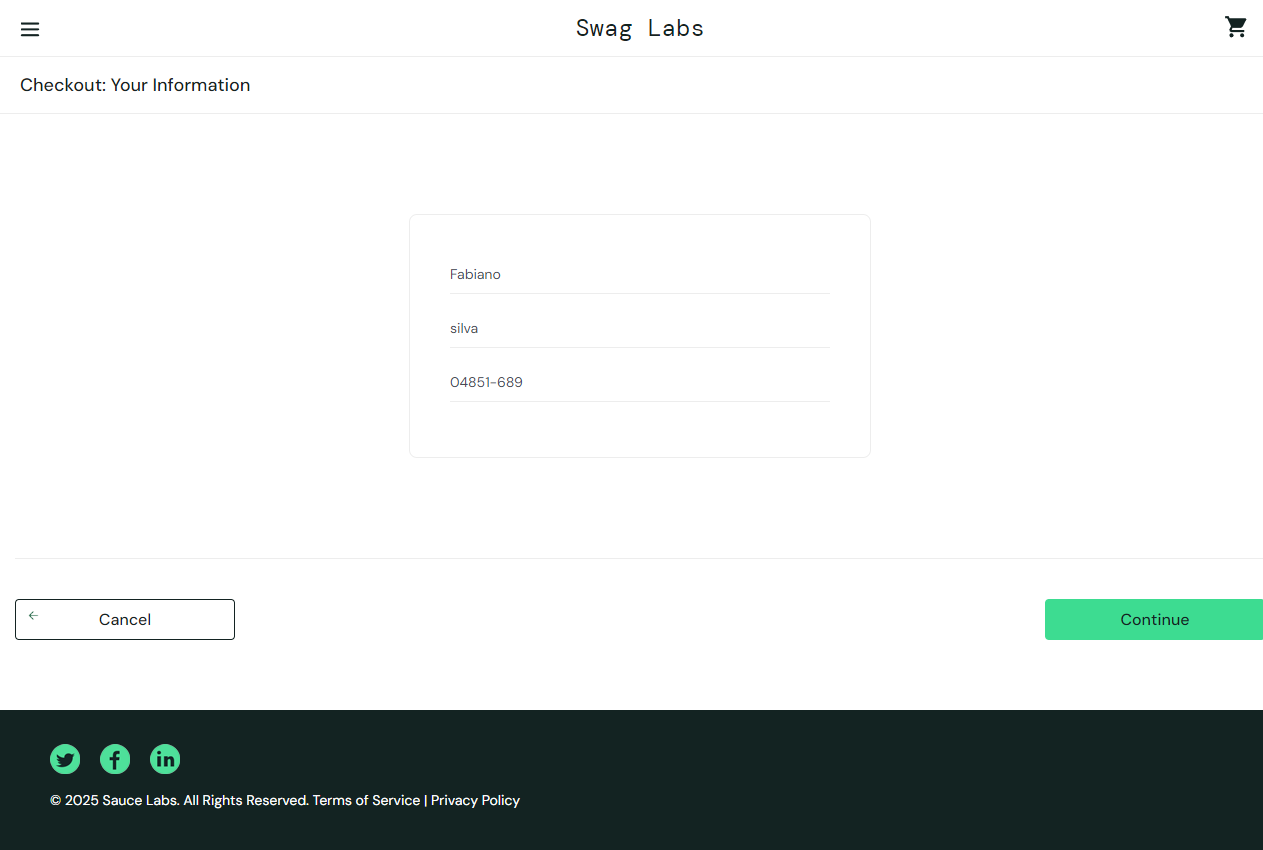 Swag Labs
Checkout: Your Information
Fabiano
silva
04851-689
Cancel
Continue
© 2025 Sauce Labs. All Rights Reserved. Terms of Service | Privacy Policy